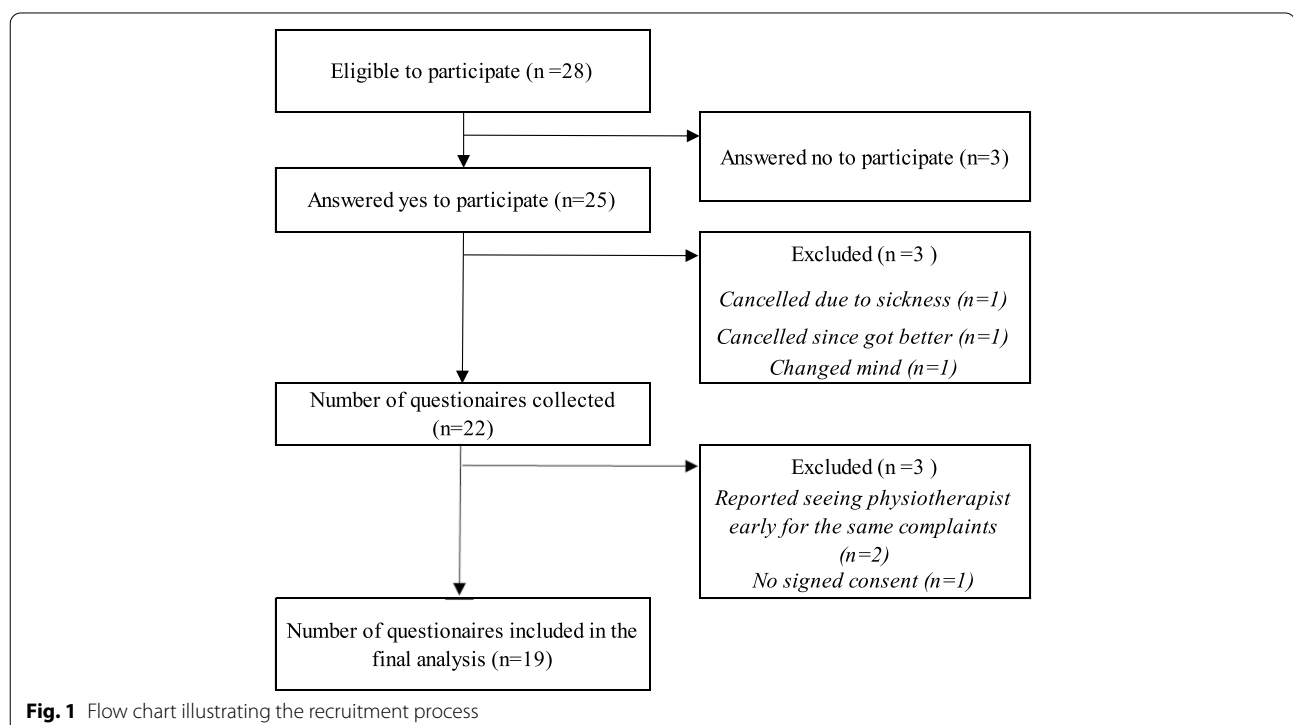 Eligible to participate (n =28)
Answered no to participate (n=3)
Answered yes to participate (n=25)
Excluded (n =3 )
Cancelled due to sickness (n=1)
Cancelled since got better (n=1)
Changed mind (n=1)
Number of questionaires collected
(n=22)
Excluded (n =3 )
Reported seeing physiotherapist
early for the same complaints
(n=2)
No signed consent (n=1)
Number of questionaires included in the
final analysis (n=19)
Fig. 1 Flow chart illustrating the recruitment process